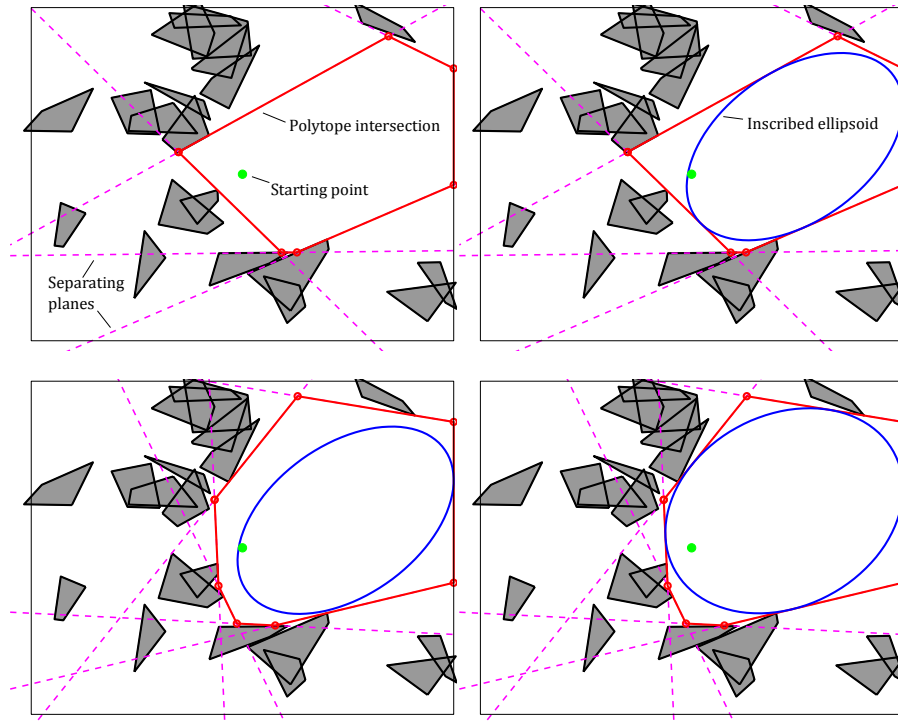 Polytope intersection
Starting point
Separating
planes
Inscribed ellipsoid